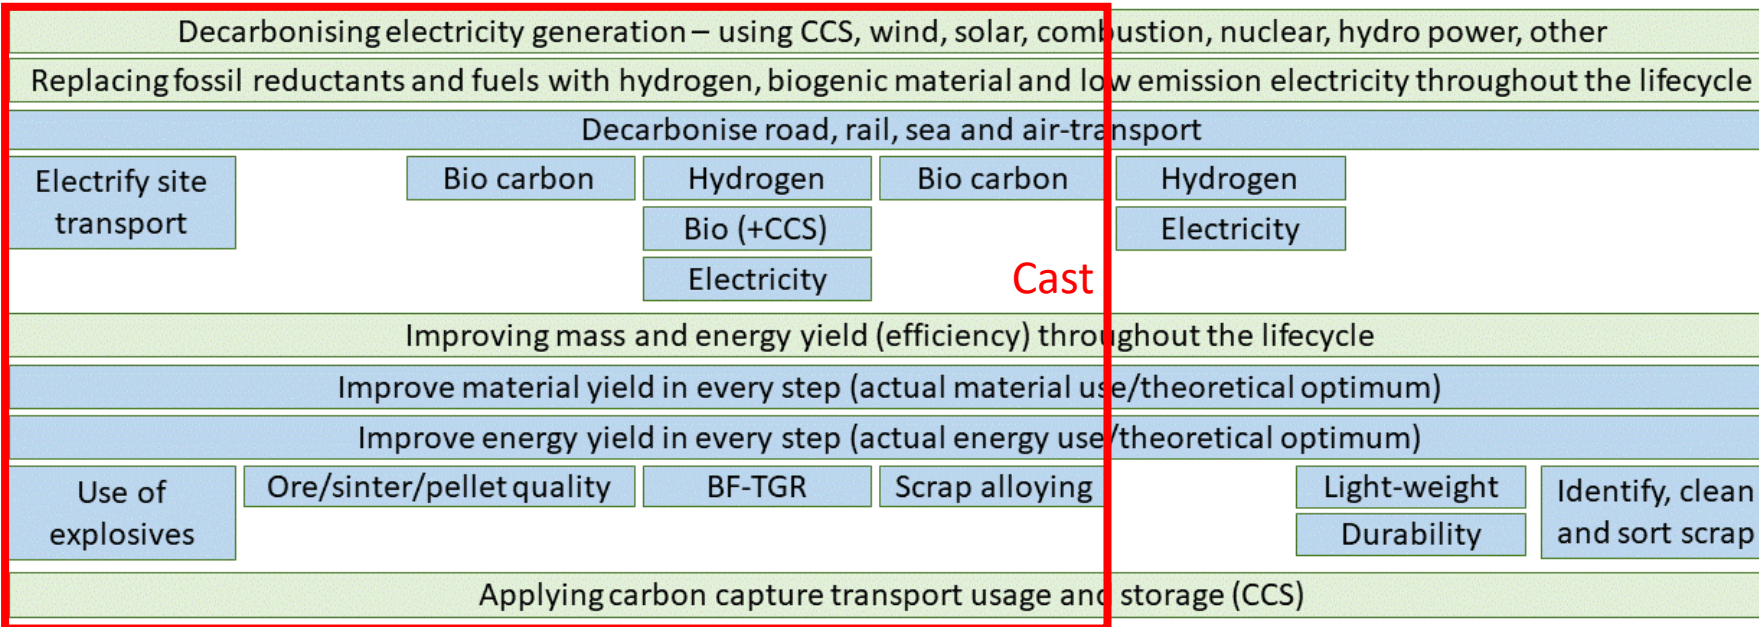 Decarbonising electricity generation – using CCS, wind, solar, combustion, nuclear, hydro power, other
Replacing fossil reductants and fuels with hydrogen, biogenic material and low emission electricity throughout the lifecycle
Decarbonise road, rail, sea and air-transport
Electrify site
transport
Bio carbon
Hydrogen
Bio (+CCS)
Electricity
Bio carbon
Hydrogen
Electricity
Cast
Improving mass and energy yield (efficiency) throughout the lifecycle
Improve material yield in every step (actual material use/theoretical optimum)
Improve energy yield in every step (actual energy use/theoretical optimum)
Use of
explosives
Ore/sinter/pellet quality
BF-TGR
Scrap alloying
Light-weight
Durability
Identify, clean
and sort scrap
Applying carbon capture transport usage and storage (CCS)